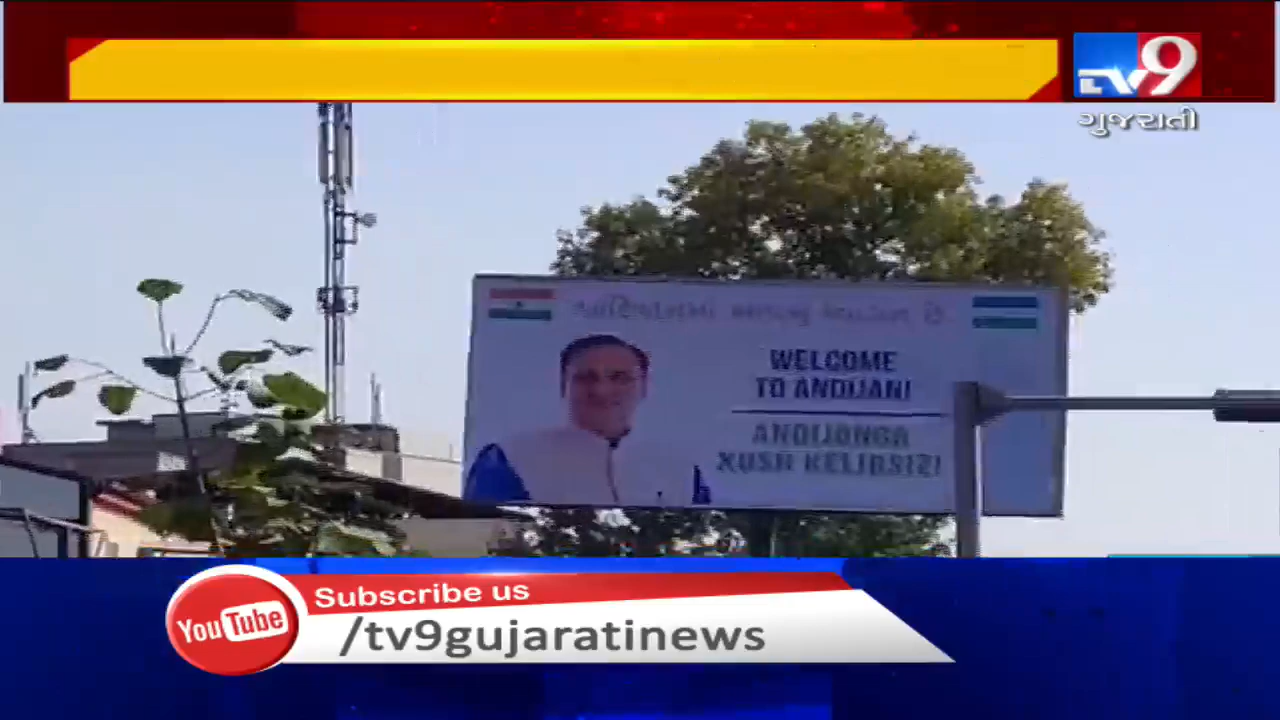 TV9
ગુજરાતી
WELCOME
TO ANDIJAN!
ANDIJONGA
XUSH KELIBSIZ!
YouTube
Subscribe us
/tv9gujaratinews